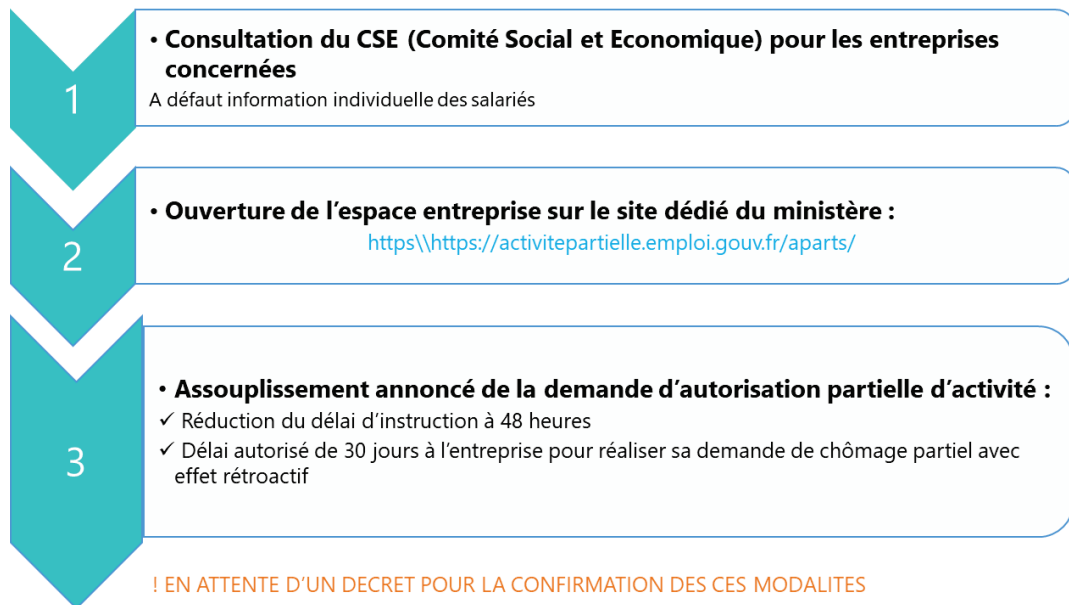 1
• Consultation du CSE (Comité Social et Economique) pour les entreprises
concernées
A défaut information individuelle des salariés
2
• Ouverture de l’espace entreprise sur le site dédié du ministère :
https\\https://activitepartielle.emploi.gouv.fr/aparts/
3
• Assouplissement annoncé de la demande d’autorisation partielle d’activité :
✓ Réduction du délai d’instruction à 48 heures
✓ Délai autorisé de 30 jours à l’entreprise pour réaliser sa demande de chômage partiel avec
effet rétroactif
! EN ATTENTE D’UN DECRET POUR LA CONFIRMATION DES CES MODALITES